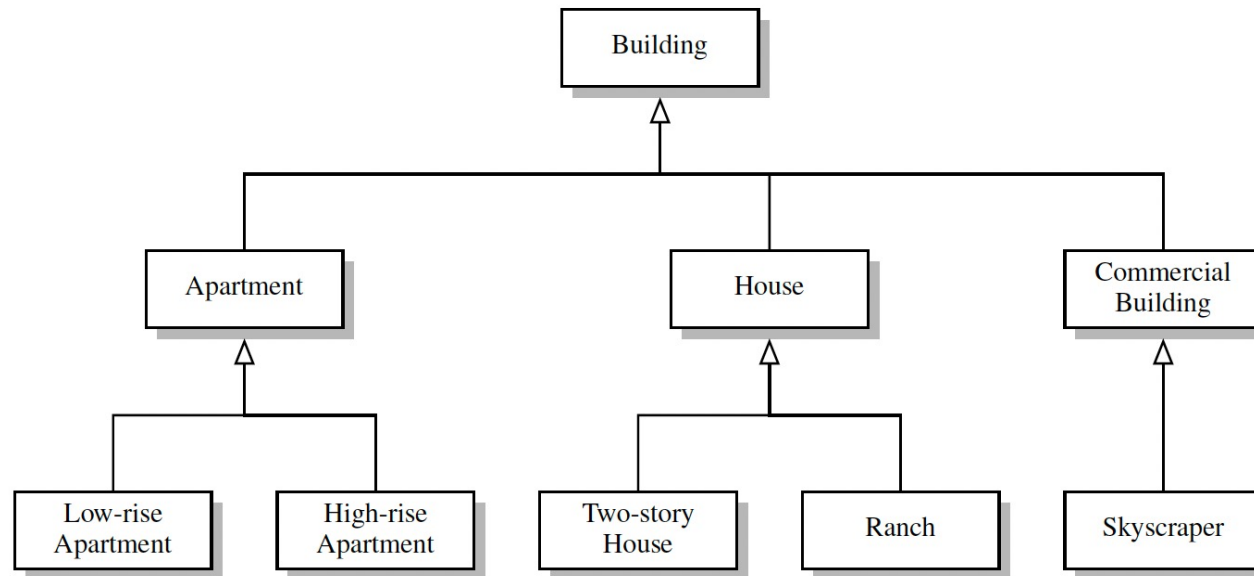 Building
Apartment
House
Commercial
Building
Low-rise
Apartment
High-rise
Apartment
Two-story
House
Ranch
Skyscraper